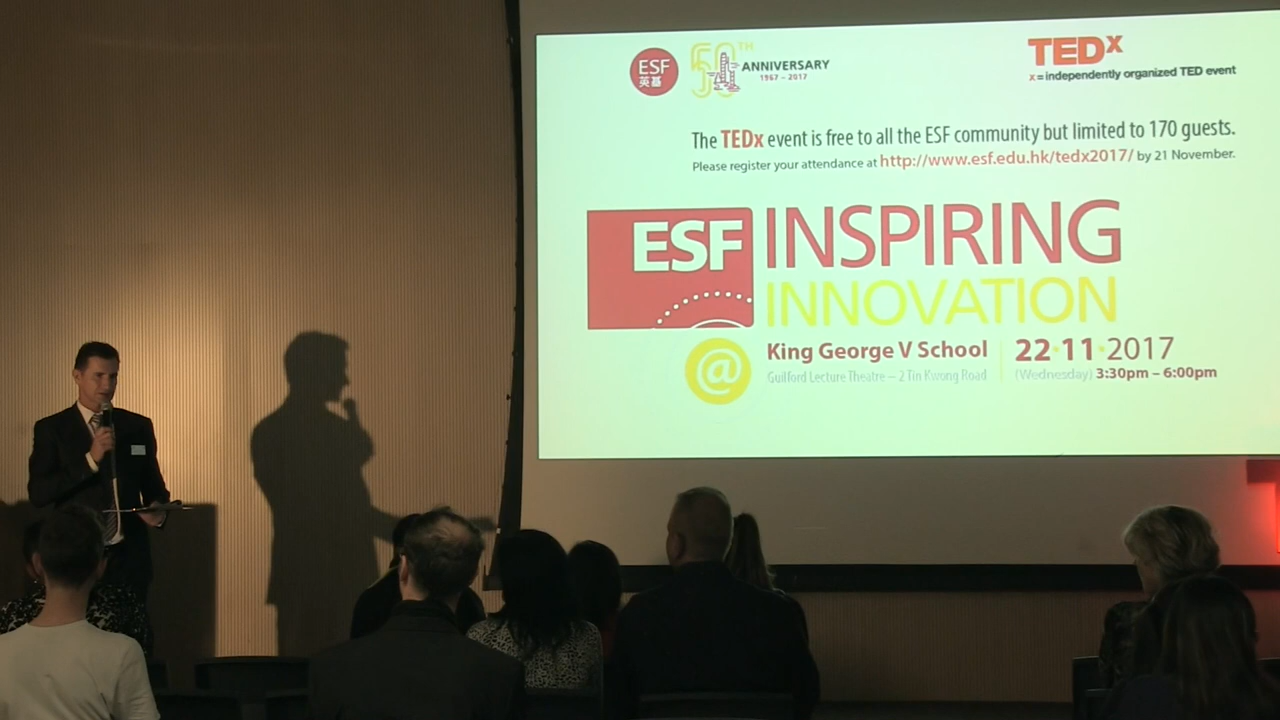 ESF
英基
50TH
ANNIVERSARY
1967 – 2017
TEDx
x = independently organized TED event
The TEDx event is free to all the ESF community but limited to 170 guests.
Please register your attendance at http://www.esf.edu.hk/tedx2017/ by 21 November.
ESF INSPIRING
INNOVATION
@ King George V School
Guilford Lecture Theatre – 2 Tin Kwong Road
22·11·2017
(Wednesday) 3:30pm – 6:00pm